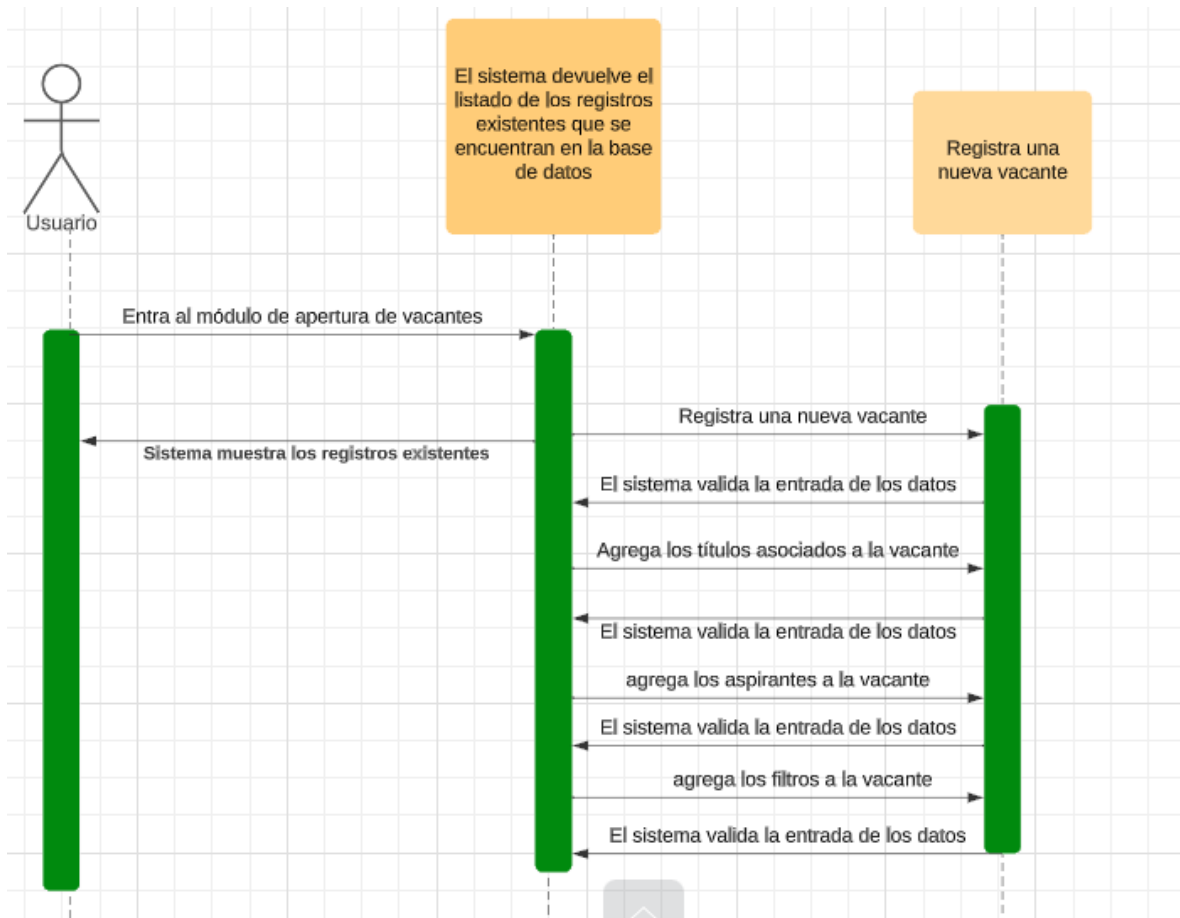 El sistema devuelve el
listado de los registros
existentes que se
encuentran en la base
de datos
Registra una
nueva vacante
Usuario
Entra al módulo de apertura de vacantes
Registra una nueva vacante
Sistema muestra los registros existentes
El sistema valida la entrada de los datos
Agrega los títulos asociados a la vacante
El sistema valida la entrada de los datos
agrega los aspirantes a la vacante
El sistema valida la entrada de los datos
agrega los filtros a la vacante
El sistema valida la entrada de los datos